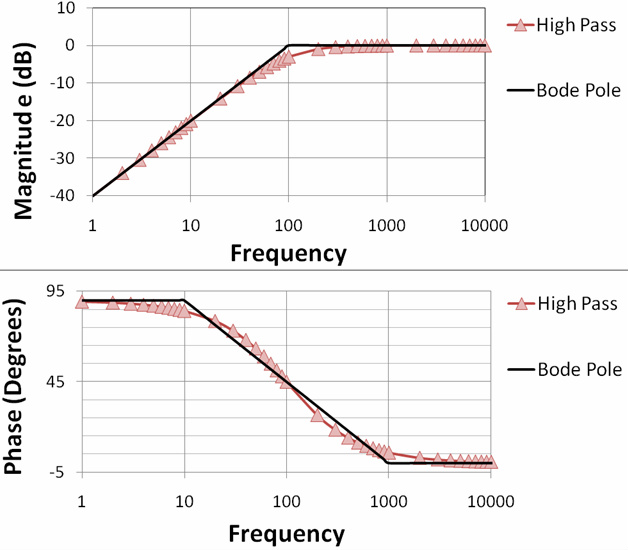 10
0
-10
-20
-30
-40
Magnitude (dB)
1 10 100 1000 10000
Frequency
High Pass
Bode Pole
95
45
-5
Phase (Degrees)
1 10 100 1000 10000
Frequency
High Pass
Bode Pole